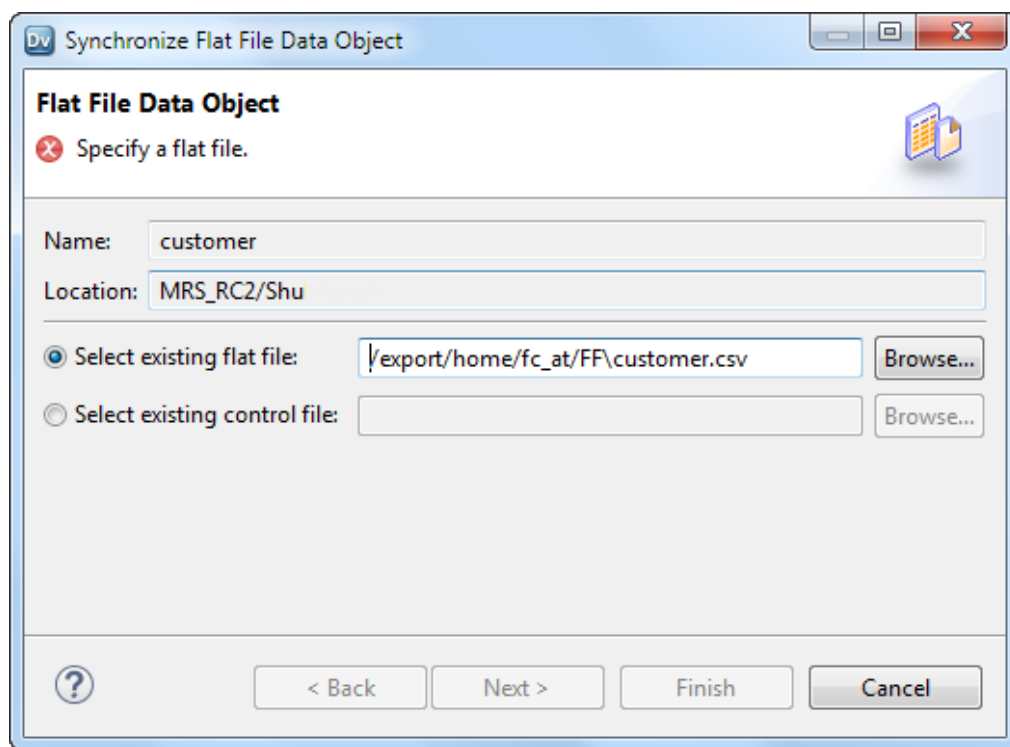 Dv Synchronize Flat File Data Object
Flat File Data Object
Specify a flat file.
Name: customer
Location: MRS_RC2/Shu
Select existing flat file: /export/home/fc_at/FF\customer.csv Browse...
Select existing control file: Browse...
? < Back Next > Finish Cancel